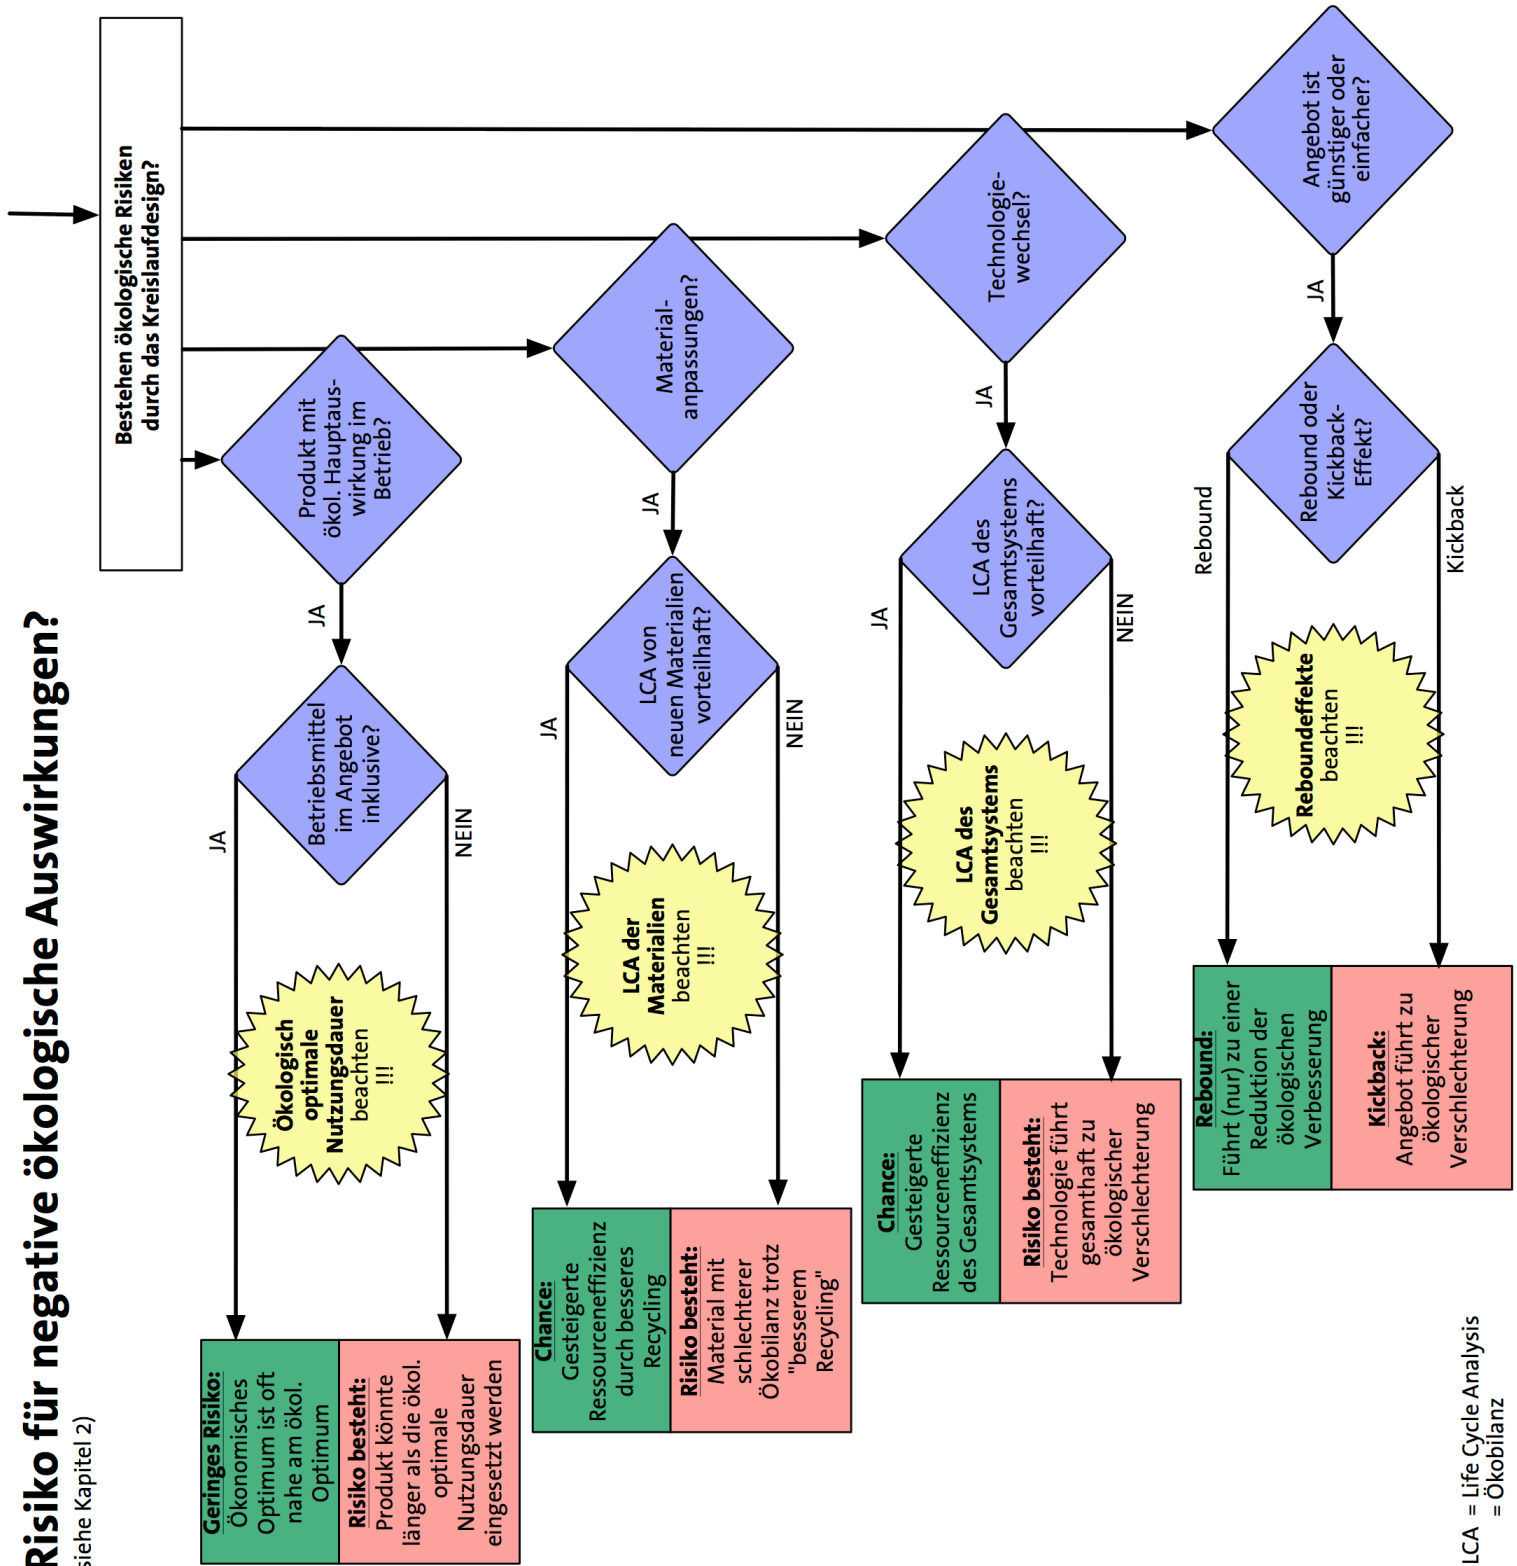 Risiko für negative ökologische Auswirkungen?
siehe Kapitel 2)
Bestehen ökologische Risiken
durch das Kreislaufdesign?
Produkt mit
ökol. Hauptaus-
wirkung im
Betrieb?
JA
Betriebsmittel
im Angebot
inklusive?
JA
NEIN
Ökologisch
optimale
Nutzungsdauer
beachten
!!!
Geringes Risiko:
Ökonomisches
Optimum ist oft
nahe am ökol.
Optimum
Risiko besteht:
Produkt könnte
länger als die ökol.
optimale
Nutzungsdauer
eingesetzt werden
Material-
anpassungen?
JA
LCA von
neuen Materialien
vorteilhaft?
JA
NEIN
LCA der
Materialien
beachten
!!!
Chance:
Gesteigerte
Ressourceneffizienz
durch besseres
Recycling
Risiko besteht:
Material mit
schlechterer
Ökobilanz trotz
"besserem
Recycling"
Technologie-
wechsel?
JA
LCA des
Gesamtsystems
vorteilhaft?
JA
NEIN
LCA des
Gesamtsystems
beachten
!!!
Chance:
Gesteigerte
Ressourceneffizienz
des Gesamtsystems
Risiko besteht:
Technologie führt
gesamthaft zu
ökologischer
Verschlechterung
Angebot ist
günstiger oder
einfacher?
JA
Rebound oder
Kickback-
Effekt?
Rebound
Kickback
Reboundeffekte
beachten
!!!
Rebound:
Führt (nur) zu einer
Reduktion der
ökologischen
Verbesserung
Kickback:
Angebot führt zu
ökologischer
Verschlechterung
LCA = Life Cycle Analysis
= Ökobilanz